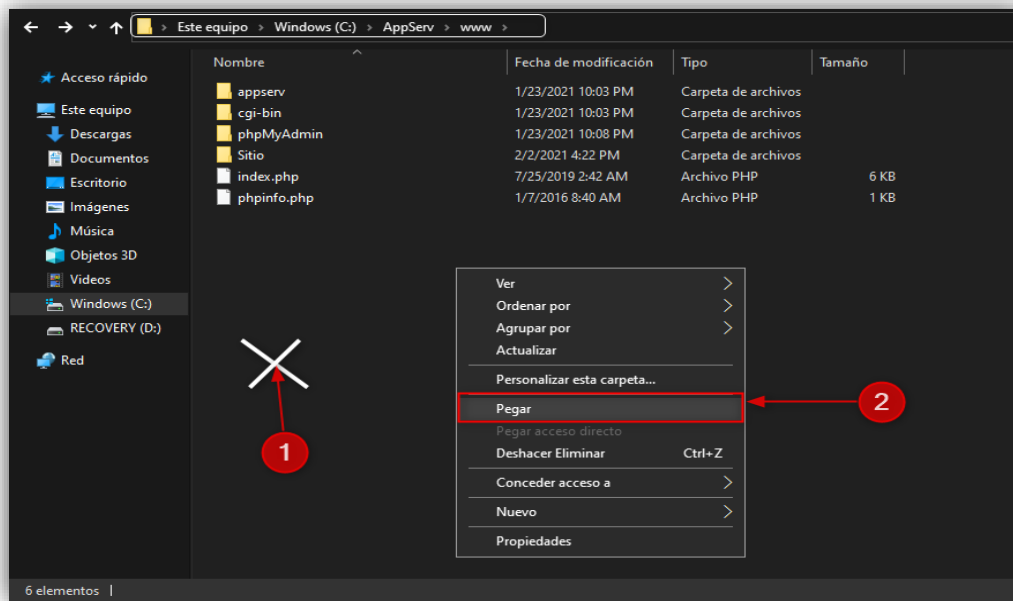 Este equipo > Windows (C:) > AppServ > www >
Nombre Fecha de modificación Tipo Tamaño
Acceso rápido
Este equipo
Descargas
Documentos
Escritorio
Imágenes
Música
Objetos 3D
Videos
Windows (C:)
RECOVERY (D:)
Red
appserv 1/23/2021 10:03 PM Carpeta de archivos
cgi-bin 1/23/2021 10:03 PM Carpeta de archivos
phpMyAdmin 1/23/2021 10:08 PM Carpeta de archivos
Sitio 2/2/2021 4:22 PM Carpeta de archivos
index.php 7/25/2019 2:42 AM Archivo PHP 6 KB
phpinfo.php 1/7/2016 8:40 AM Archivo PHP 1 KB
Ver
Ordenar por
Agrupar por
Actualizar
Personalizar esta carpeta...
Pegar
Pegar acceso directo
Deshacer Eliminar Ctrl+Z
Conceder acceso a
Nuevo
Propiedades
1
2
6 elementos